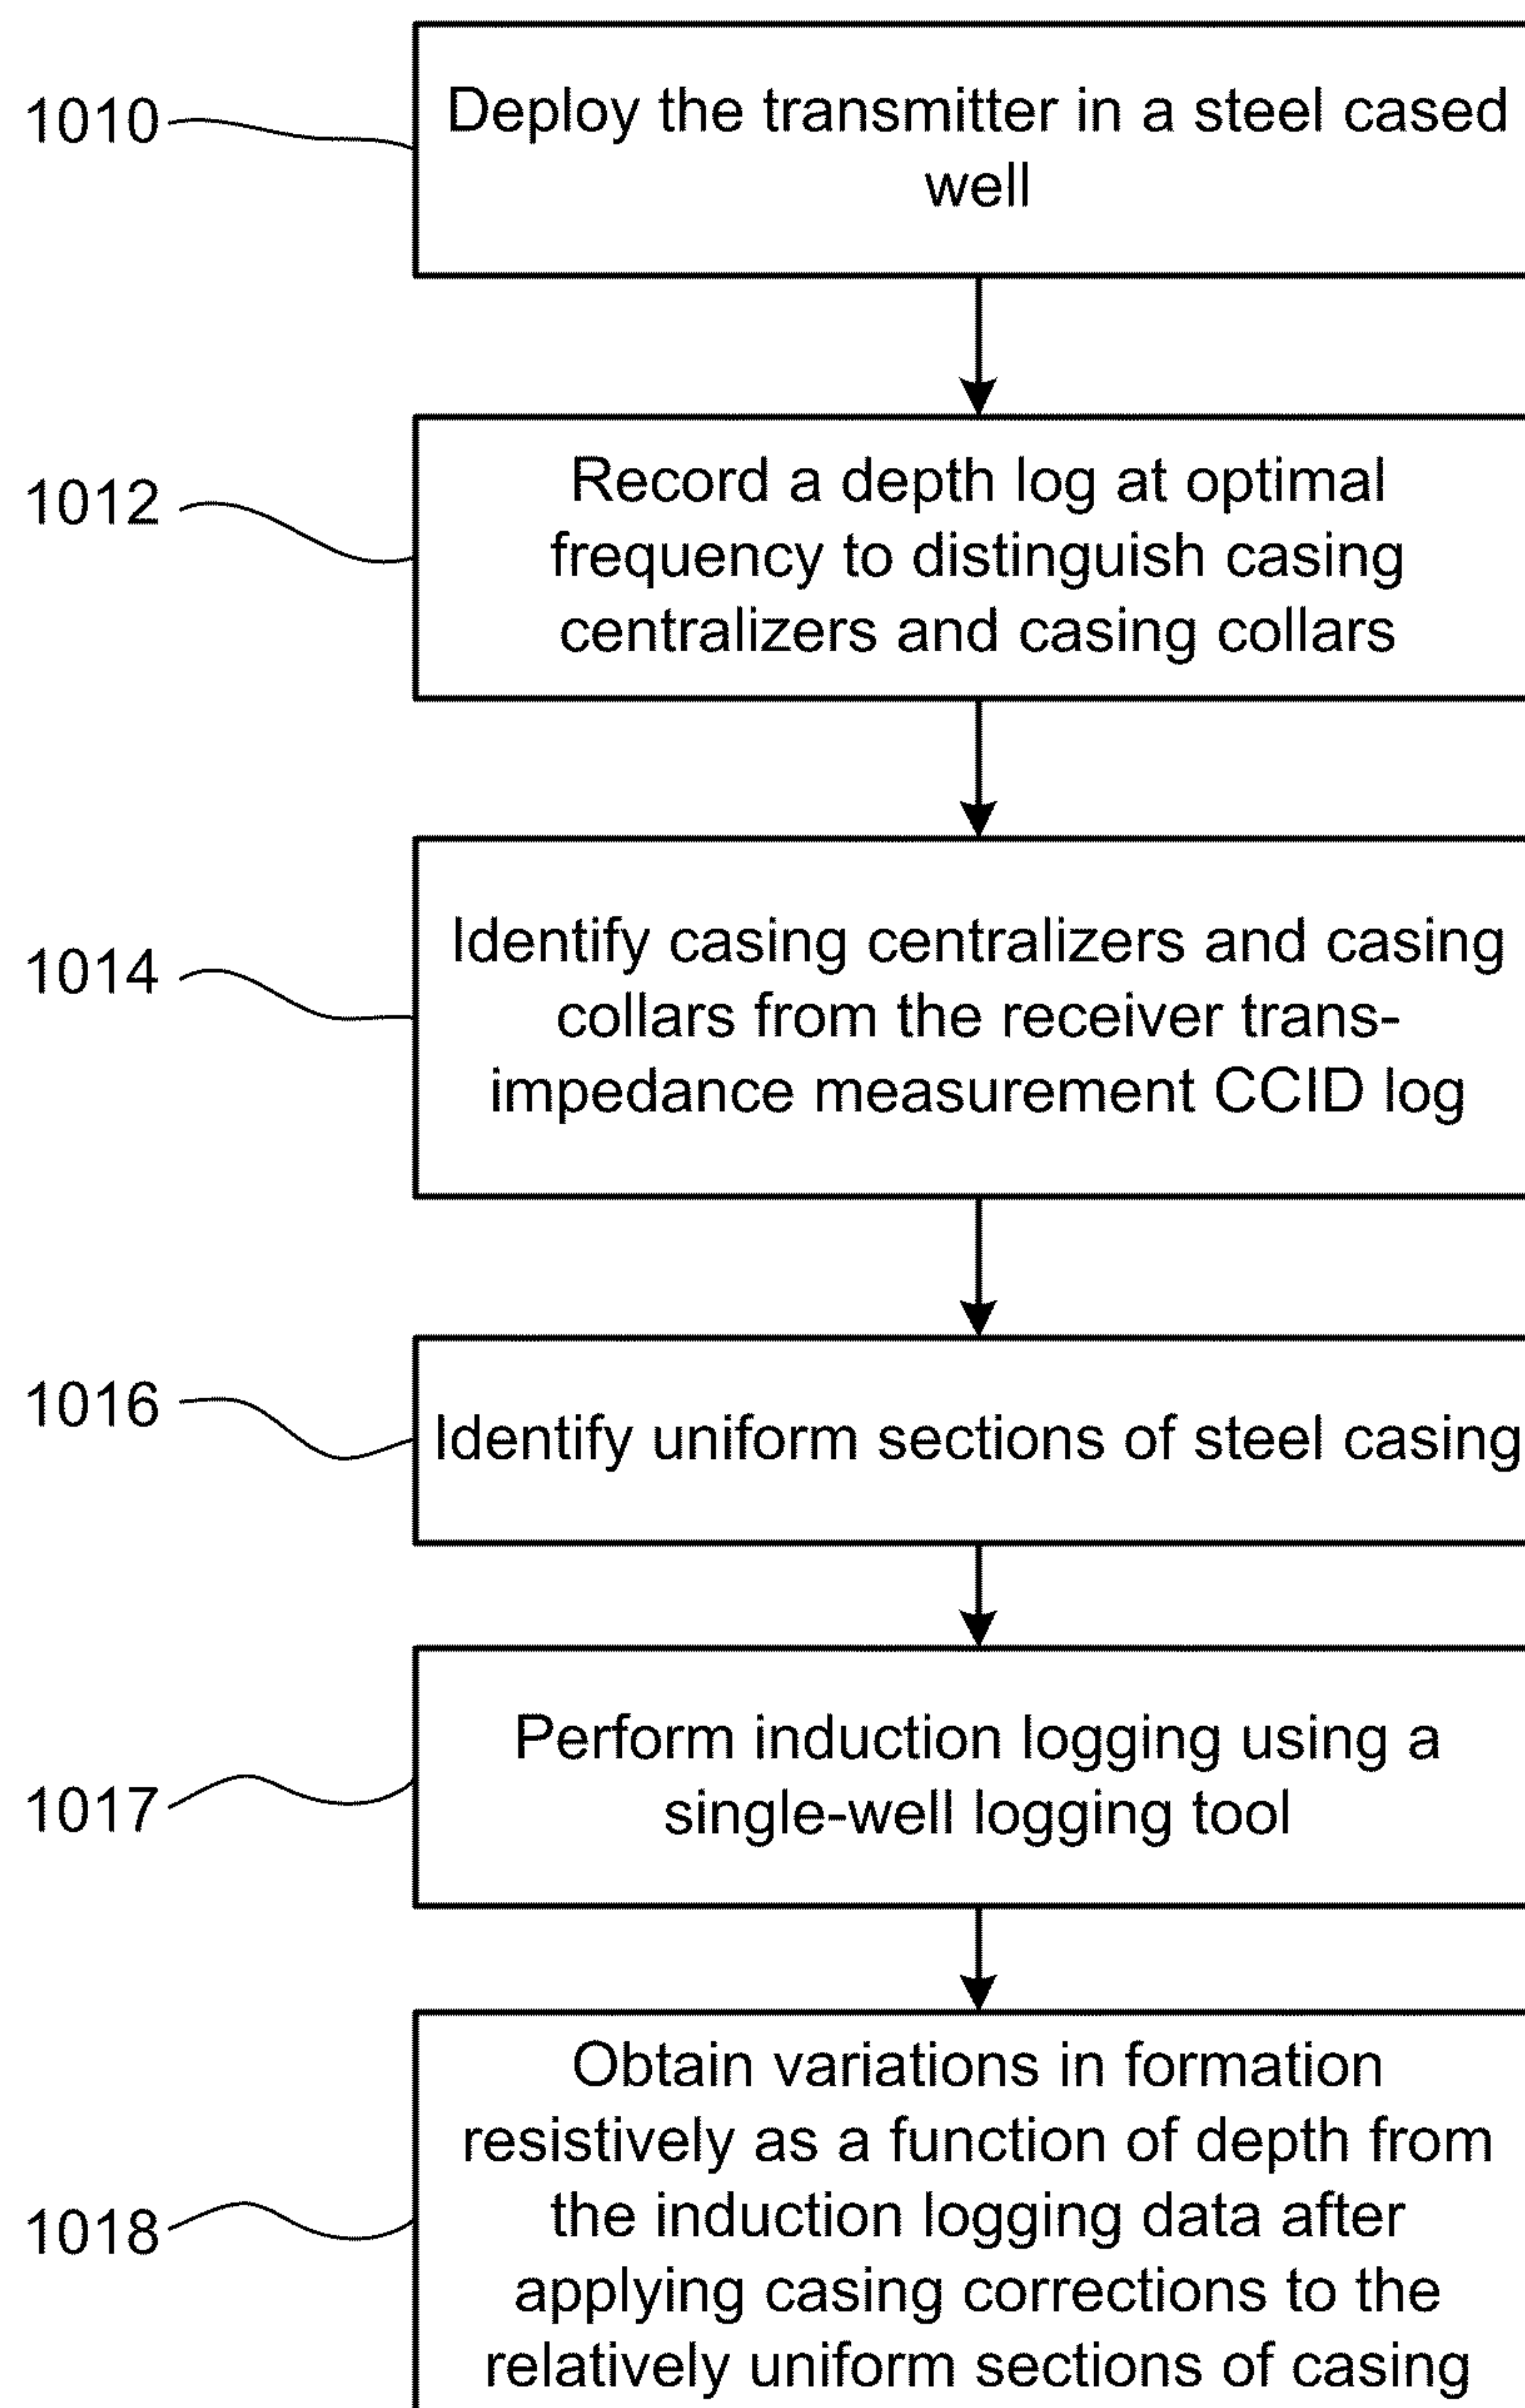 1010
Deploy the transmitter in a steel cased
well
1012
Record a depth log at optimal
frequency to distinguish casing
centralizers and casing collars
1014
Identify casing centralizers and casing
collars from the receiver trans-
impedance measurement CCID log
1016
Identify uniform sections of steel casing
1017
Perform induction logging using a
single-well logging tool
1018
Obtain variations in formation
resistively as a function of depth from
the induction logging data after
applying casing corrections to the
relatively uniform sections of casing